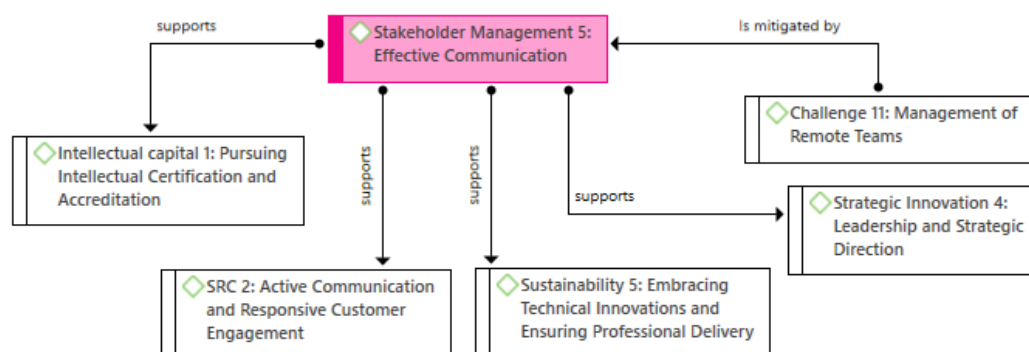 supports
Stakeholder Management 5:
Effective Communication
Is mitigated by
Challenge 11: Management of
Remote Teams
Intellectual capital 1: Pursuing
Intellectual Certification and
Accreditation
supports
supports
supports
Strategic Innovation 4:
Leadership and Strategic
Direction
SRC 2: Active Communication
and Responsive Customer
Engagement
Sustainability 5: Embracing
Technical Innovations and
Ensuring Professional Delivery